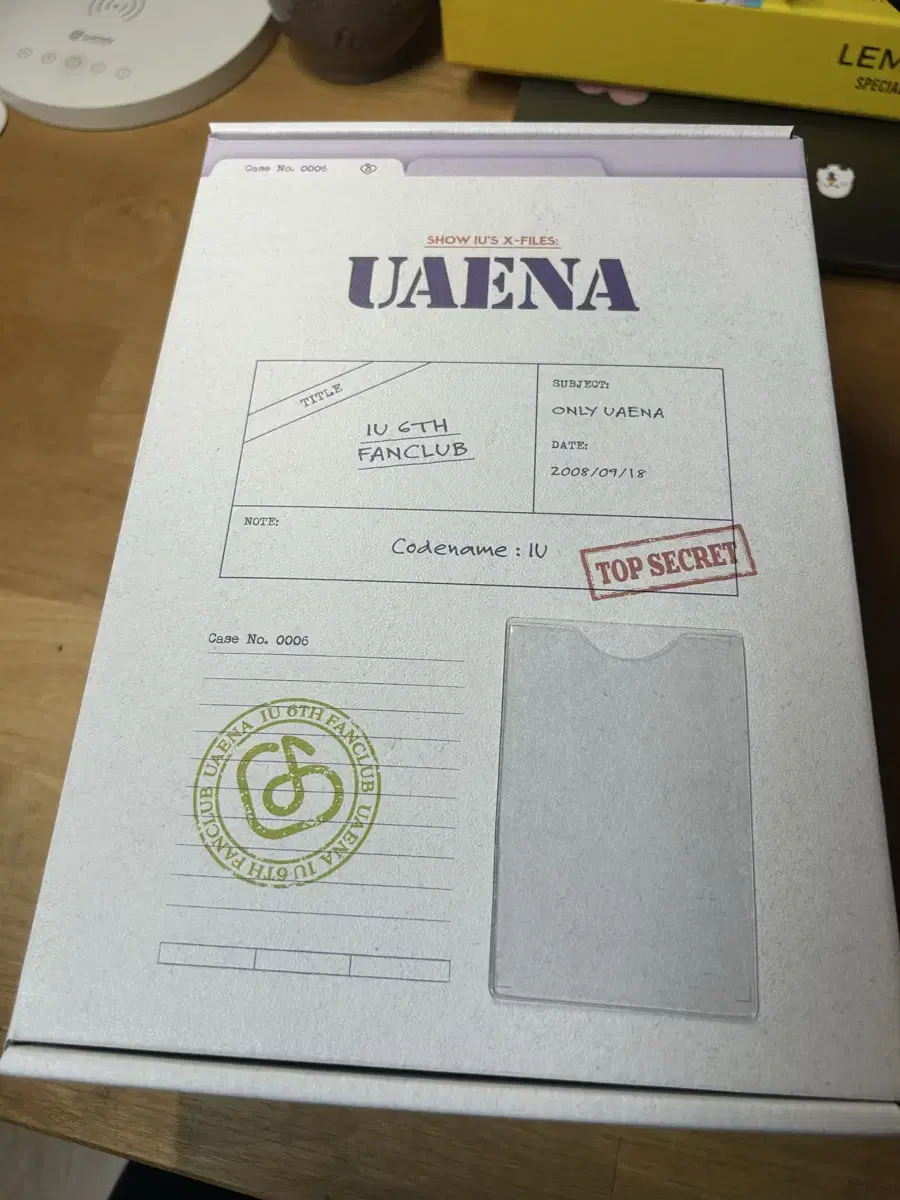 LEM
SPECIA
Case No. 0006
SHOW IU'S X-FILES:
UAENA
TITLE
IU 6TH
FANCLUB
SUBJECT:
ONLY UAENA
DATE:
2008/09/18
NOTE:
Codename : IU
TOP SECRET
Case No. 0006
UAENA IU 6TH FANCLUB UAENA IU 6TH FANCLUB